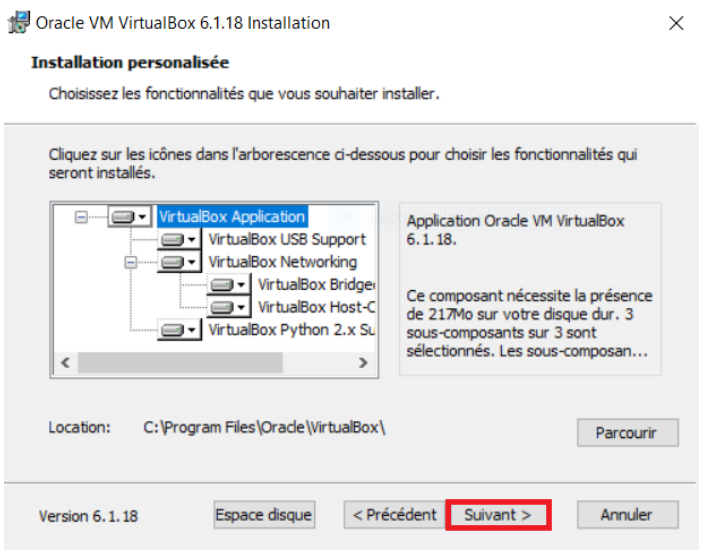 Oracle VM VirtualBox 6.1.18 Installation
Installation personalisée
Choisissez les fonctionnalités que vous souhaiter installer.
Cliquez sur les icônes dans l'arborescence ci-dessous pour choisir les fonctionnalités qui
seront installés.
VirtualBox Application
VirtualBox USB Support
VirtualBox Networking
VirtualBox Bridge
VirtualBox Host-C
VirtualBox Python 2.x Su
Application Oracle VM VirtualBox
6.1.18.
Ce composant nécessite la présence
de 217Mo sur votre disque dur. 3
sous-composants sur 3 sont
sélectionnés. Les sous-composan...
Location: C:\Program Files\Oracle\VirtualBox\
Parcourir
Version 6.1.18
Espace disque
< Précédent
Suivant >
Annuler